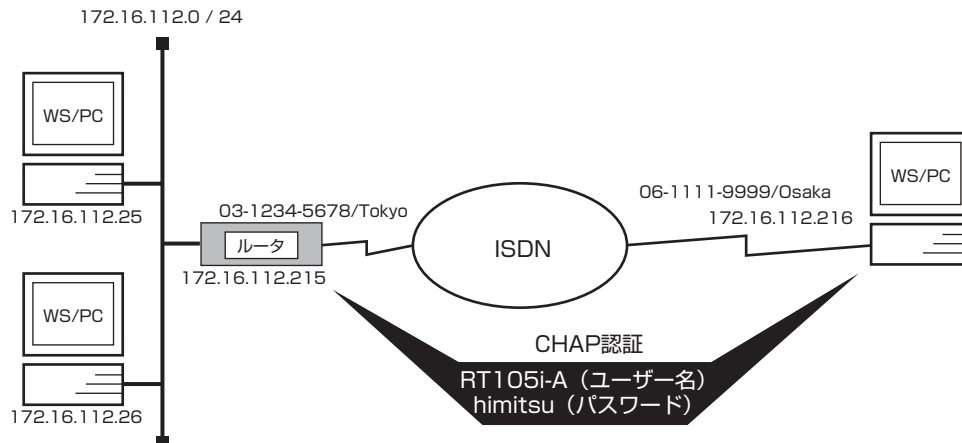 172.16.112.0 / 24
WS/PC
172.16.112.25
03-1234-5678/Tokyo
ルータ
172.16.112.215
ISDN
06-1111-9999/Osaka
172.16.112.216
WS/PC
WS/PC
172.16.112.26
CHAP認証
RT105i-A（ユーザー名）
himitsu（パスワード）